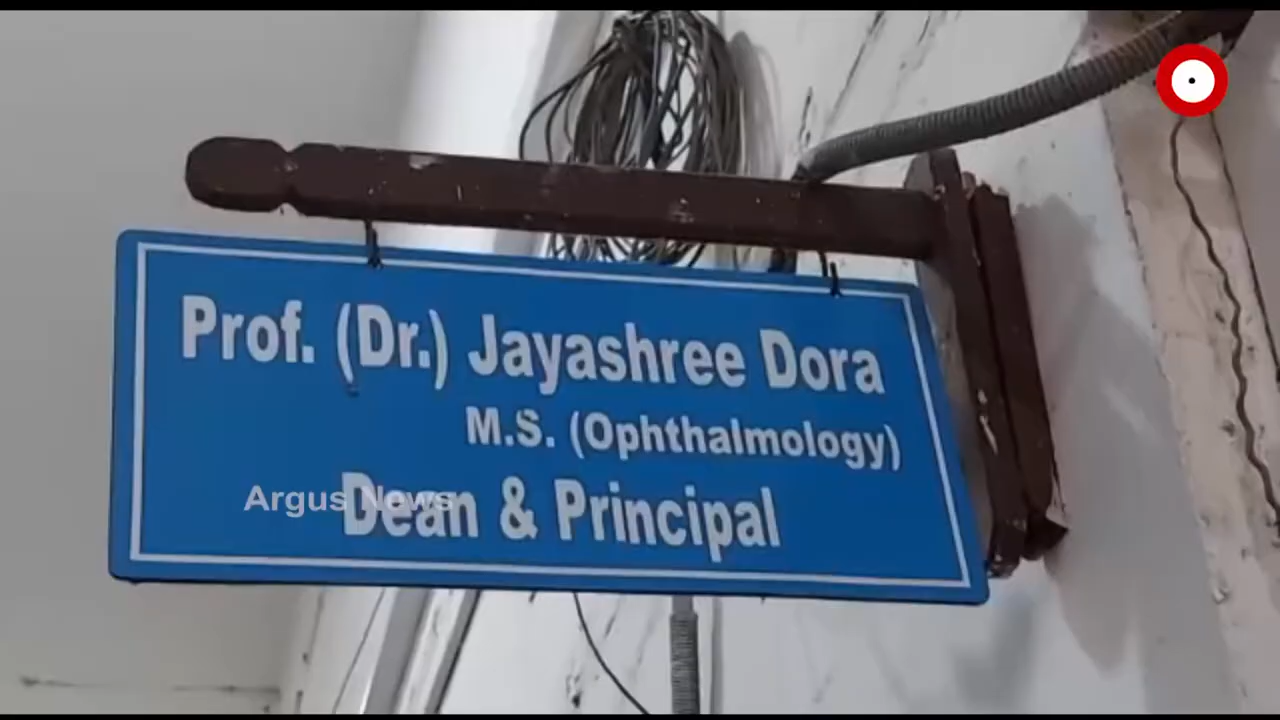 Prof. (Dr.) Jayashree Dora
M.S. (Ophthalmology)
Dean & Principal
Argus News